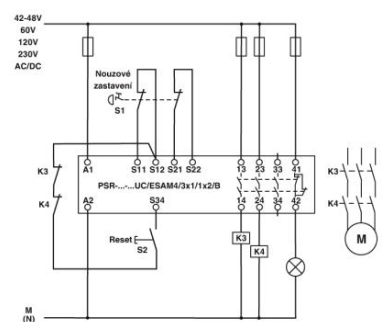 42-48V
60V
120V
230V
AC/DC
Nouzové
zastavení
S1
K3
K4
A1 S11 S12 S21 S22 13 23 33 41
PSR-...-...UC/ESAM4/3x1/1x2/B
A2 S34 14 24 34 42
Reset
S2
K3
K4
K3
K4
M
M
(N)